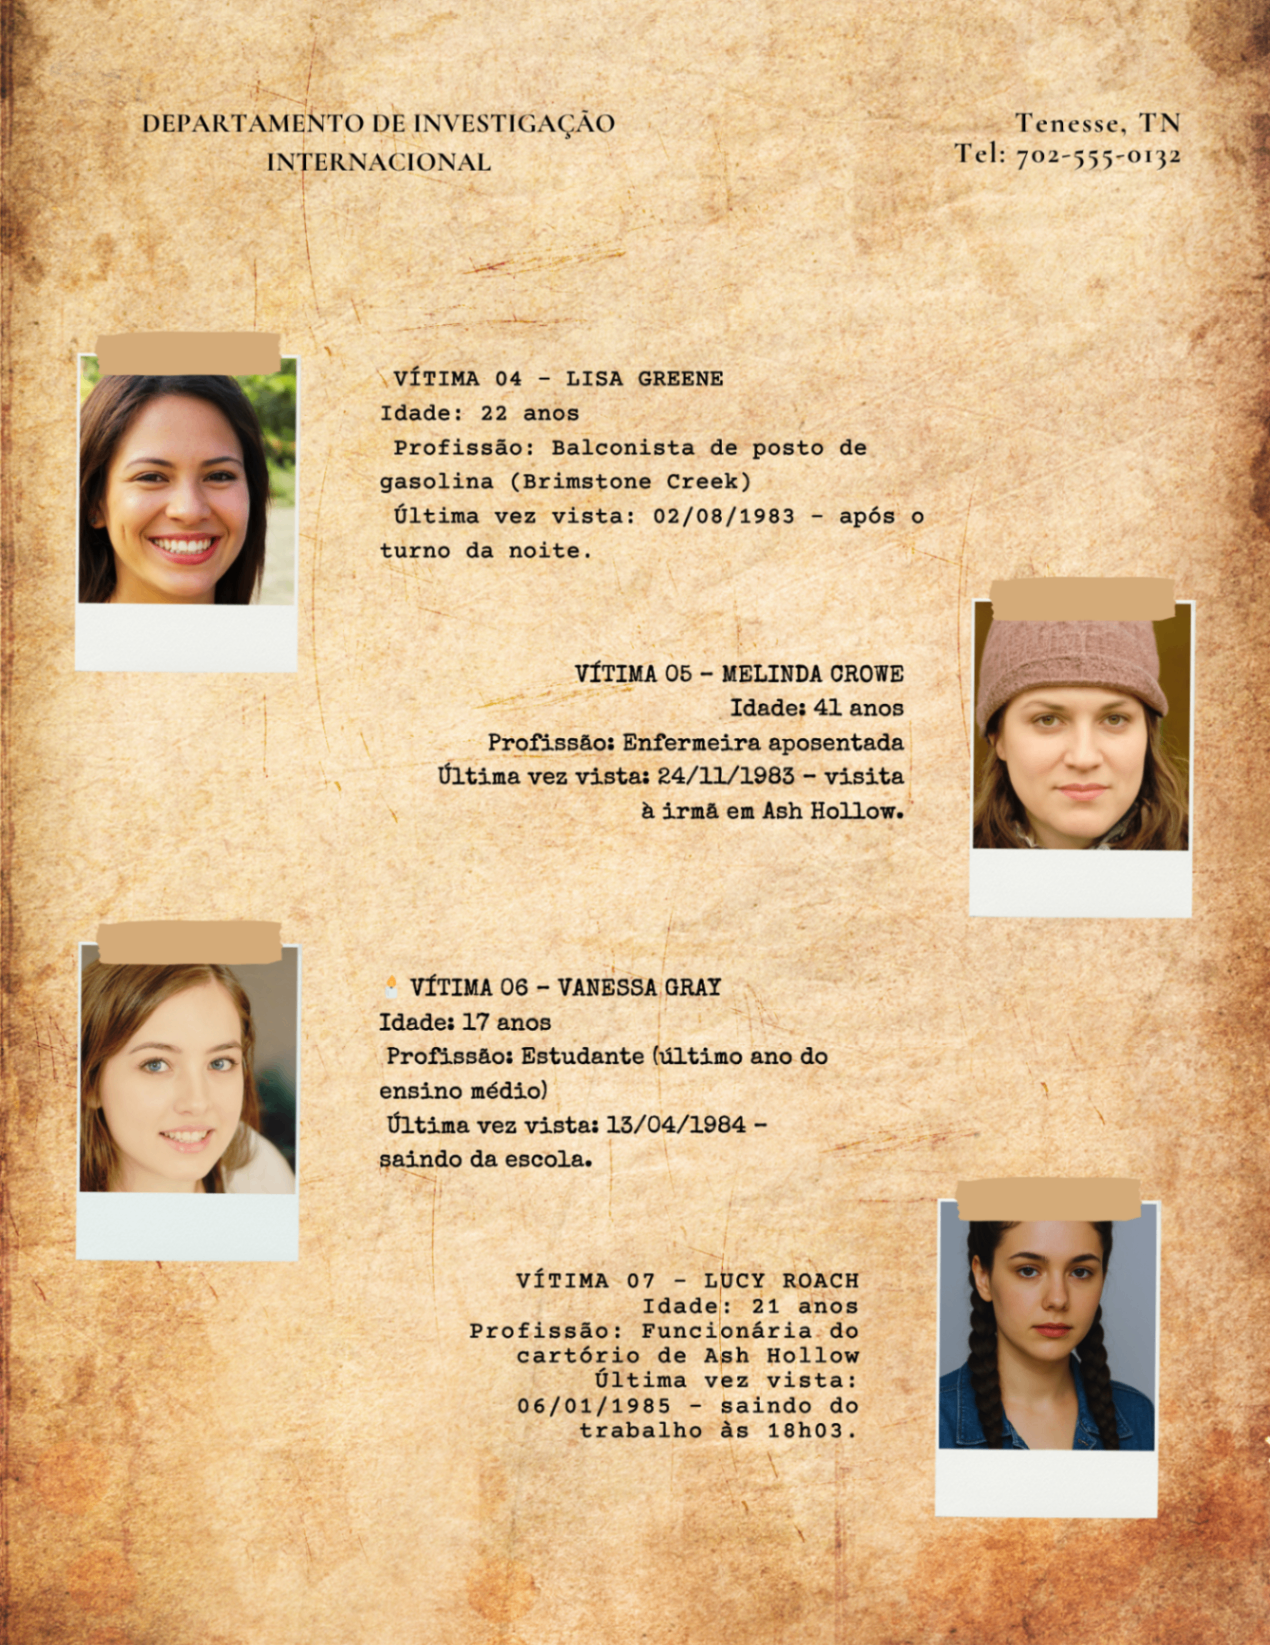 DEPARTAMENTO DE INVESTIGAÇÃO
INTERNACIONAL
Tenesse, TN
Tel: 702-555-0132
VÍTIMA 04 – LISA GREENE
Idade: 22 anos
Profissão: Balconista de posto de
gasolina (Brimstone Creek)
Última vez vista: 02/08/1983 – após o
turno da noite.
VÍTIMA 05 – MELINDA CROWE
Idade: 41 anos
Profissão: Enfermeira aposentada
Última vez vista: 24/11/1983 – visita
à irmã em Ash Hollow.
🕯️ VÍTIMA 06 – VANESSA GRAY
Idade: 17 anos
Profissão: Estudante (último ano do
ensino médio)
Última vez vista: 13/04/1984 –
saindo da escola.
VÍTIMA 07 – LUCY ROACH
Idade: 21 anos
Profissão: Funcionária do
cartório de Ash Hollow
Última vez vista:
06/01/1985 – saindo do
trabalho às 18h03.